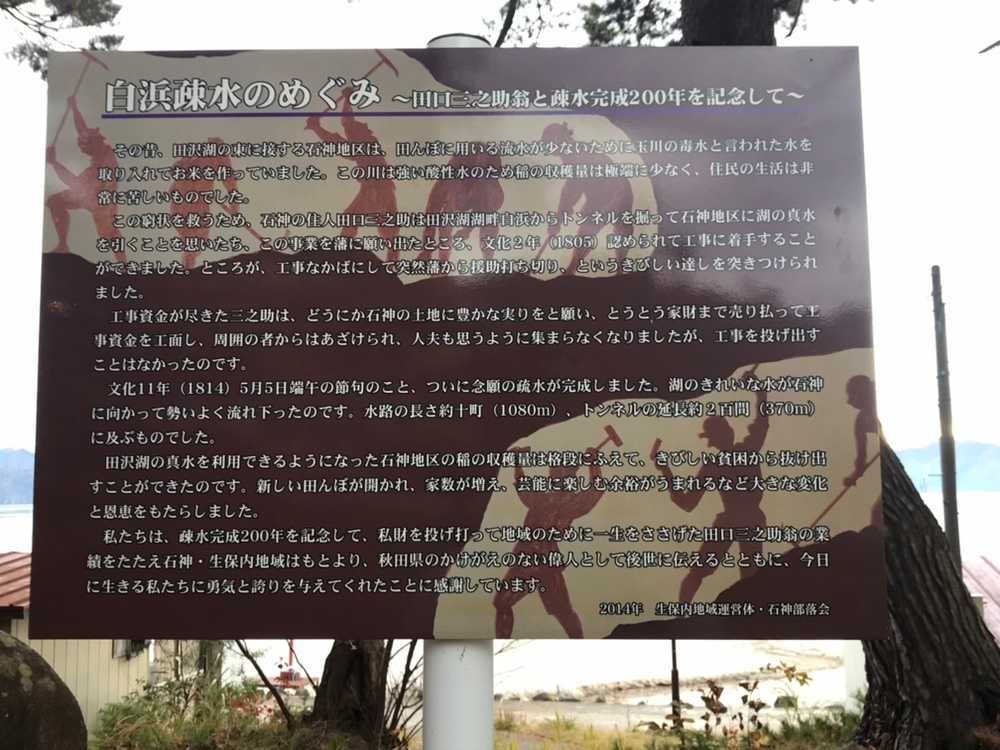 白浜疎水のめぐみ ～田口三之助翁と疎水完成200年を記念して～
その昔、田沢湖の東に接する石神地区は、田んぼに用いる流水が少ないために玉川の毒水と言われた水を
取り入れてお米を作っていました。この川は強い酸性水のため稲の収穫量は極端に少なく、住民の生活は非
常に苦しいものでした。
この窮状を救うため、石神の住人田口三之助は田沢湖湖畔白浜からトンネルを掘って石神地区に湖の真水
を引くことを思いたち、この事業を藩に願い出たところ、文化２年（1805）認められて工事に着手すること
ができました。ところが、工事なかばにして突然藩から援助打ち切り、というきびしい達しを突きつけられ
ました。
工事資金が尽きた三之助は、どうにか石神の土地に豊かな実りをと願い、とうとう家財まで売り払って工
事資金を工面し、周囲の者からはあざけられ、人夫も思うように集まらなくなりましたが、工事を投げ出す
ことはなかったのです。
文化11年（1814）5月5日端午の節句のこと、ついに念願の疏水が完成しました。湖のきれいな水が石神
に向かって勢いよく流れ下ったのです。水路の長さ約十町（1080m）、トンネルの延長約２百間（370m）
に及ぶものでした。
田沢湖の真水を利用できるようになった石神地区の稲の収穫量は格段にふえて、きびしい貧困から抜け出
すことができたのです。新しい田んぼが開かれ、家数が増え、芸能に楽しむ余裕がうまれるなど大きな変化
と恩恵をもたらしました。
私たちは、疎水完成200年を記念して、私財を投げ打って地域のために一生をささげた田口三之助翁の業
績をたたえ石神・生保内地域はもとより、秋田県のかけがえのない偉人として後世に伝えるとともに、今日
に生きる私たちに勇気と誇りを与えてくれたことに感謝しています。
2014年　生保内地域運営体・石神部落会